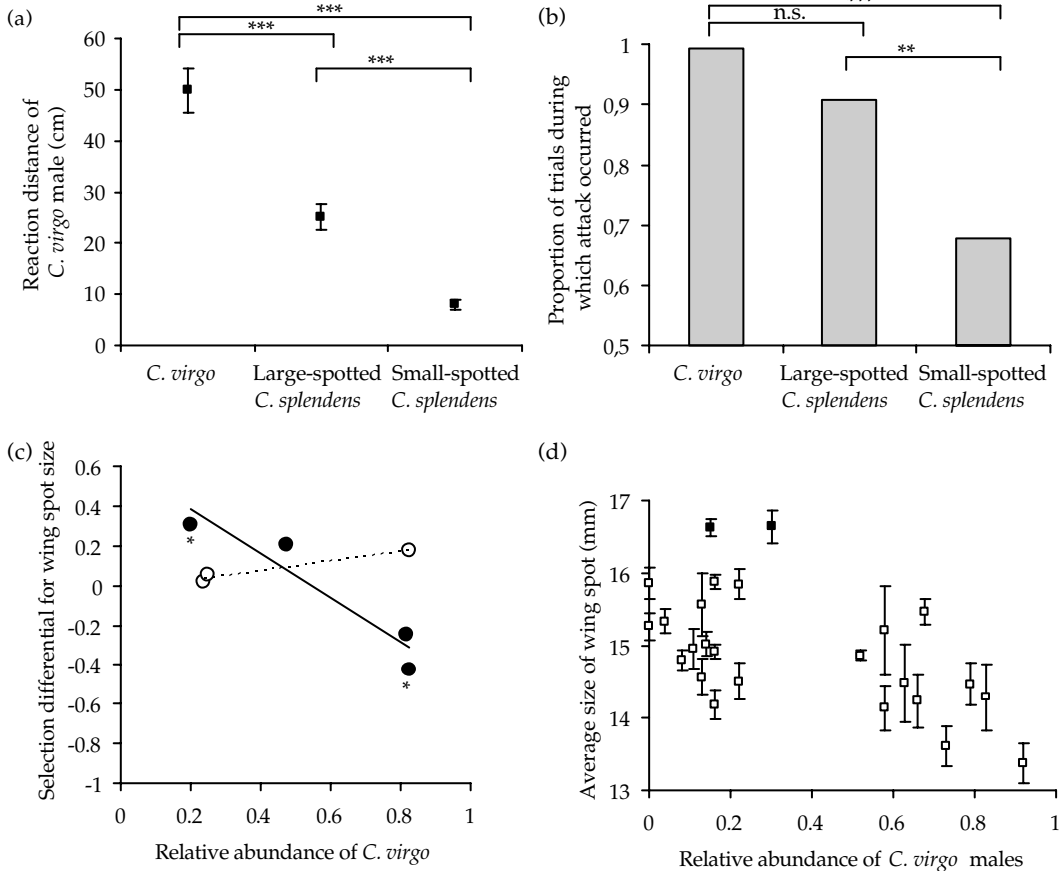 (a)
***
***
***
60
50
40
30
20
10
0
Reaction distance of
C. virgo male (cm)
C. virgo
Large-spotted
C. splendens
Small-spotted
C. splendens
(b)
n.s.
**
1
0,9
0,8
0,7
0,6
0,5
Proportion of trials during
which attack occurred
C. virgo
Large-spotted
C. splendens
Small-spotted
C. splendens
(c)
0.6
0.4
0.2
0
-0.2
-0.4
-0.6
-0.8
-1
Selection differential for wing spot size
*
*
0
0.2
0.4
0.6
0.8
1
Relative abundance of C. virgo
(d)
17
16
15
14
13
Average size of wing spot (mm)
0
0.2
0.4
0.6
0.8
1
Relative abundance of C. virgo males